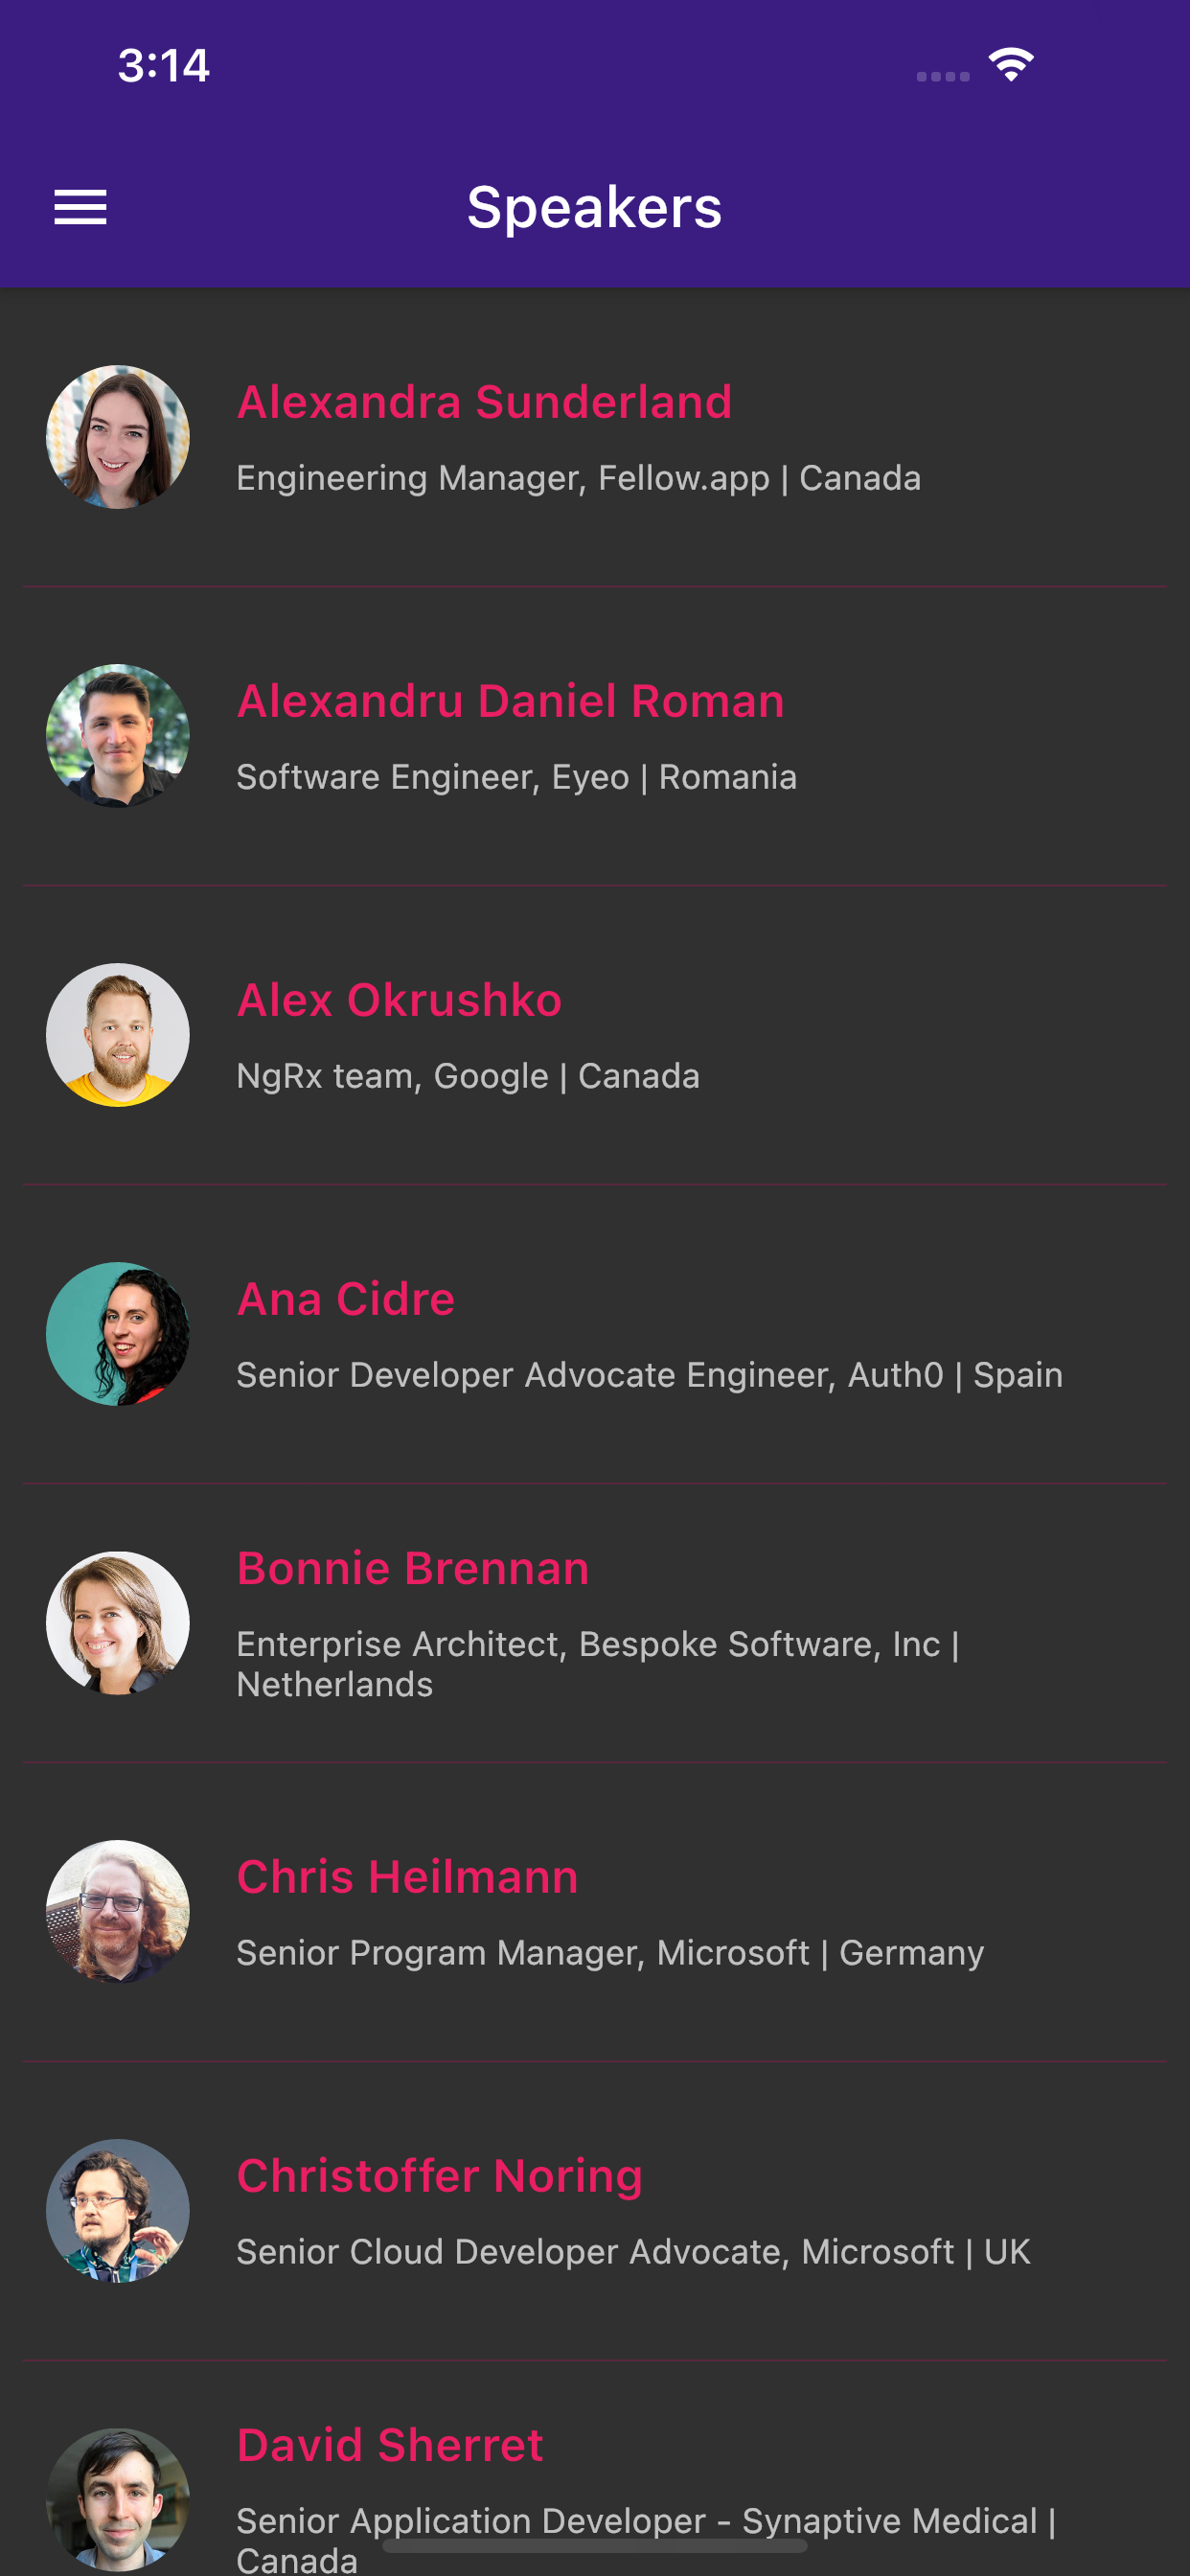 3:14
Speakers
Alexandra Sunderland
Engineering Manager, Fellow.app | Canada
Alexandru Daniel Roman
Software Engineer, Eyeo | Romania
Alex Okrushko
NgRx team, Google | Canada
Ana Cidre
Senior Developer Advocate Engineer, Auth0 | Spain
Bonnie Brennan
Enterprise Architect, Bespoke Software, Inc |
Netherlands
Chris Heilmann
Senior Program Manager, Microsoft | Germany
Christoffer Noring
Senior Cloud Developer Advocate, Microsoft | UK
David Sherret
Senior Application Developer - Synaptive Medical |
Canada